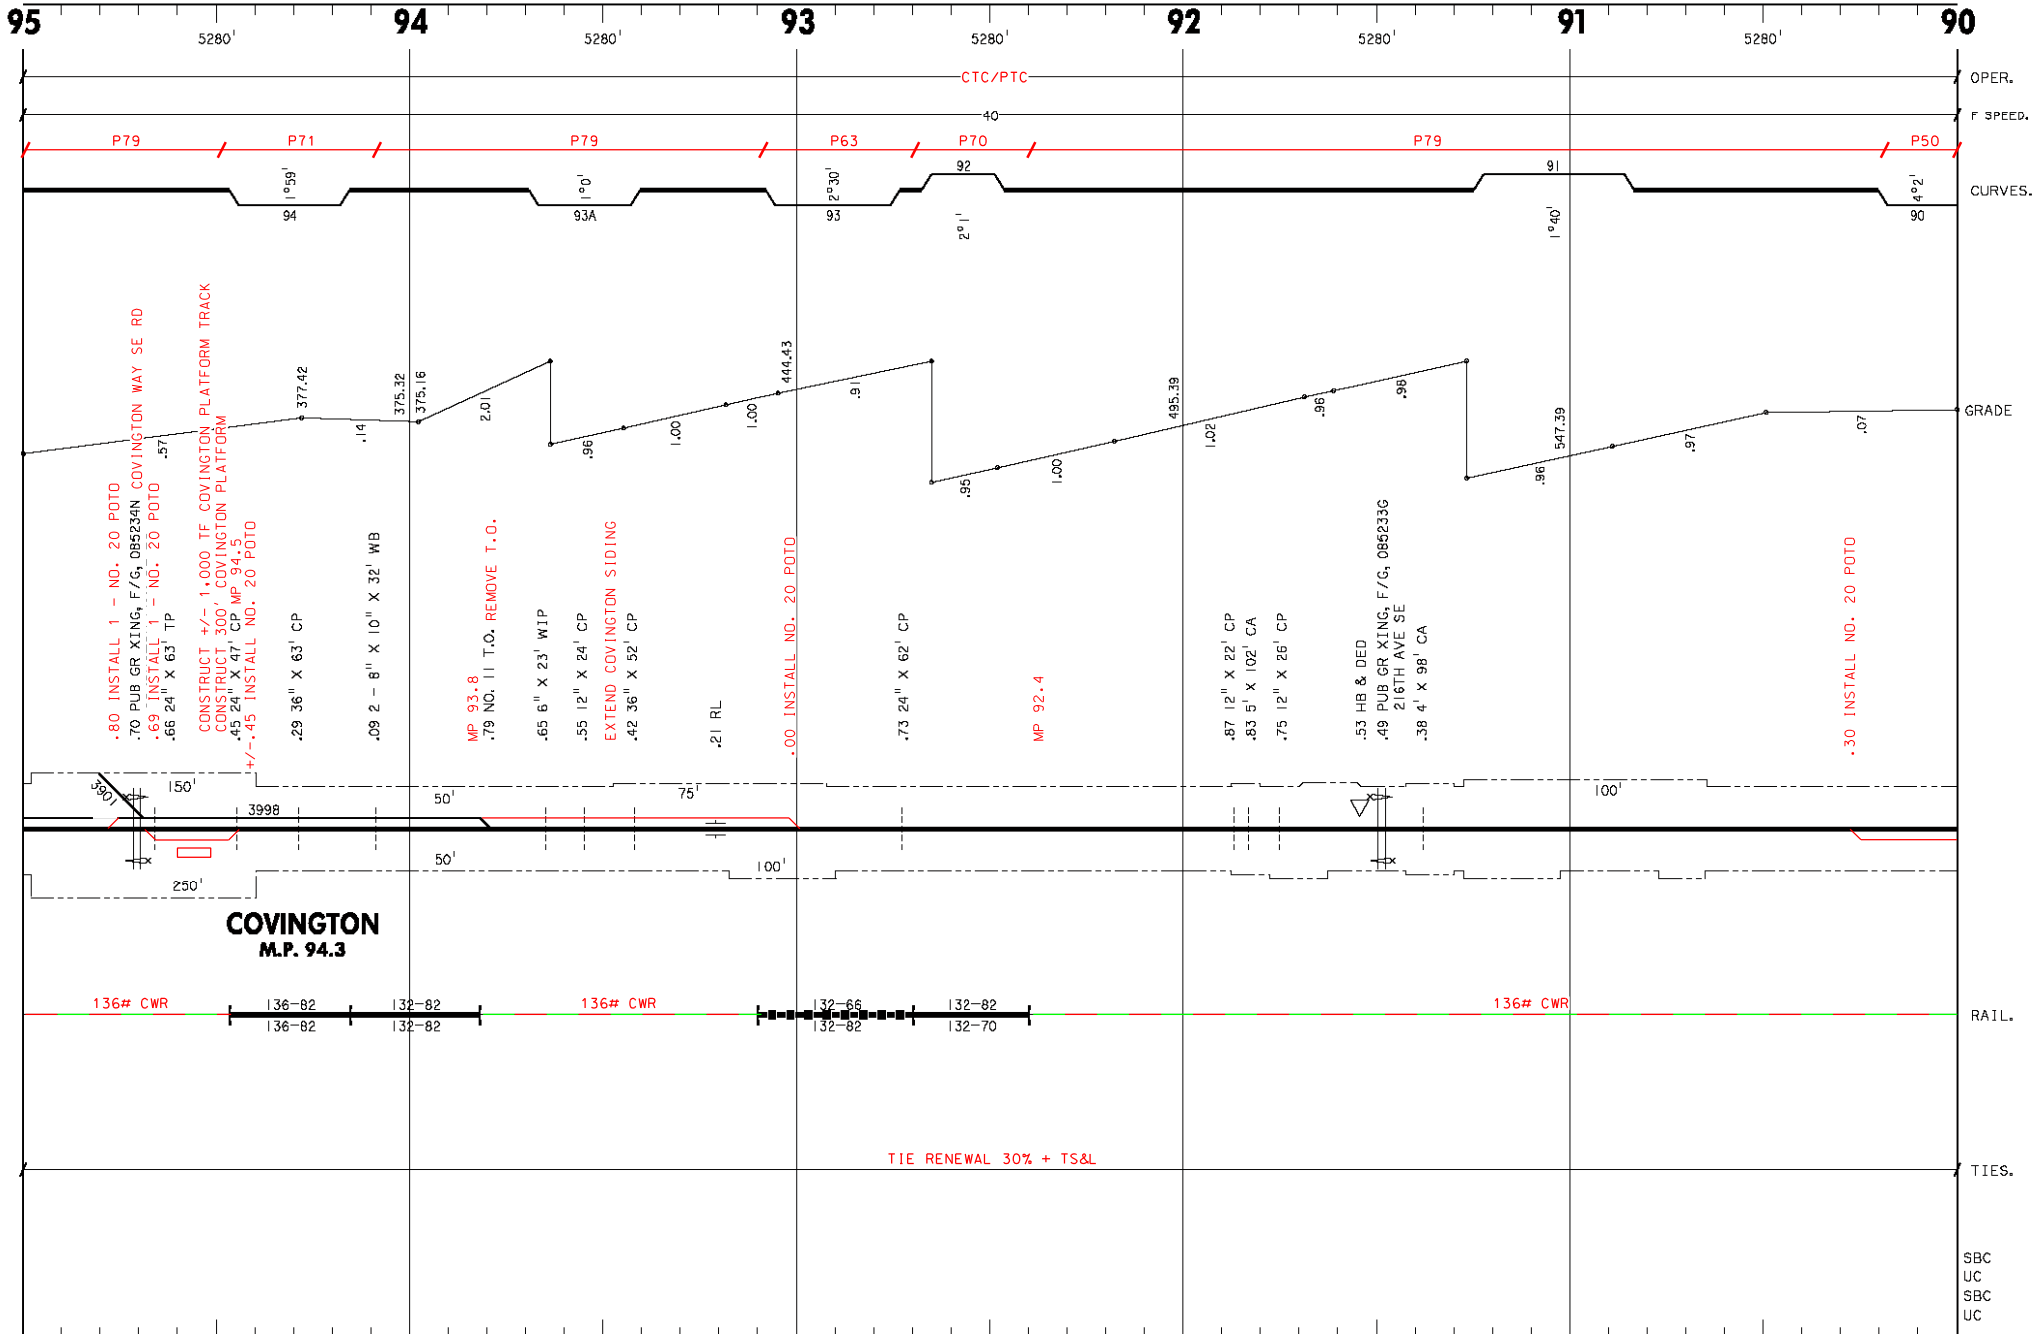 95 94 93 92 91 90
5280' 5280' 5280' 5280' 5280'
CTC/PTC OPER.
40 F SPEED.
P79 P71 P79 P63 P70 P79 P50
1°59' 1°0' 2°30' 92 91 4°2' CURVES.
94 93A 93 2°1' 1°40' 90
377.42 375.32 375.16 444.43 495.39 547.39
.57 .14 2.01 .96 1.00 1.00 .91 .95 1.00 1.02 .96 .98 .96 .97 .07 GRADE
.80 INSTALL 1 - NO. 20 POTO
.70 PUB GR XING, F/G, 085234N COVINGTON WAY SE RD
.69 INSTALL 1 - NO. 20 POTO
.66 24" X 63' TP
CONSTRUCT +/- 1,000 TF COVINGTON PLATFORM TRACK
CONSTRUCT 300' COVINGTON PLATFORM
.45 24" X 47' CP MP 94.5
+/-.45 INSTALL NO. 20 POTO
.29 36" X 63' CP
.09 2 - 8" X 10" X 32' WB
MP 93.8
.79 NO. 11 T.O. REMOVE T.O.
.65 6" X 23' WIP
.55 12" X 24' CP
EXTEND COVINGTON SIDING
.42 36" X 52' CP
.21 RL
.00 INSTALL NO. 20 POTO
.73 24" X 62' CP
MP 92.4
.87 12" X 22' CP
.83 5' X 102' CA
.75 12" X 26' CP
.53 HB & DED
.49 PUB GR XING, F/G, 085233G
216TH AVE SE
.38 4' X 98' CA
.30 INSTALL NO. 20 POTO
3901 150' 50' 75' 100'
3998
50' 100'
250'
COVINGTON
M.P. 94.3
136# CWR 136-82 132-82 136# CWR 132-66 132-82 136# CWR
136-82 132-82 132-82 132-70 RAIL.
TIE RENEWAL 30% + TS&L
TIES.
SBC
UC
SBC
UC